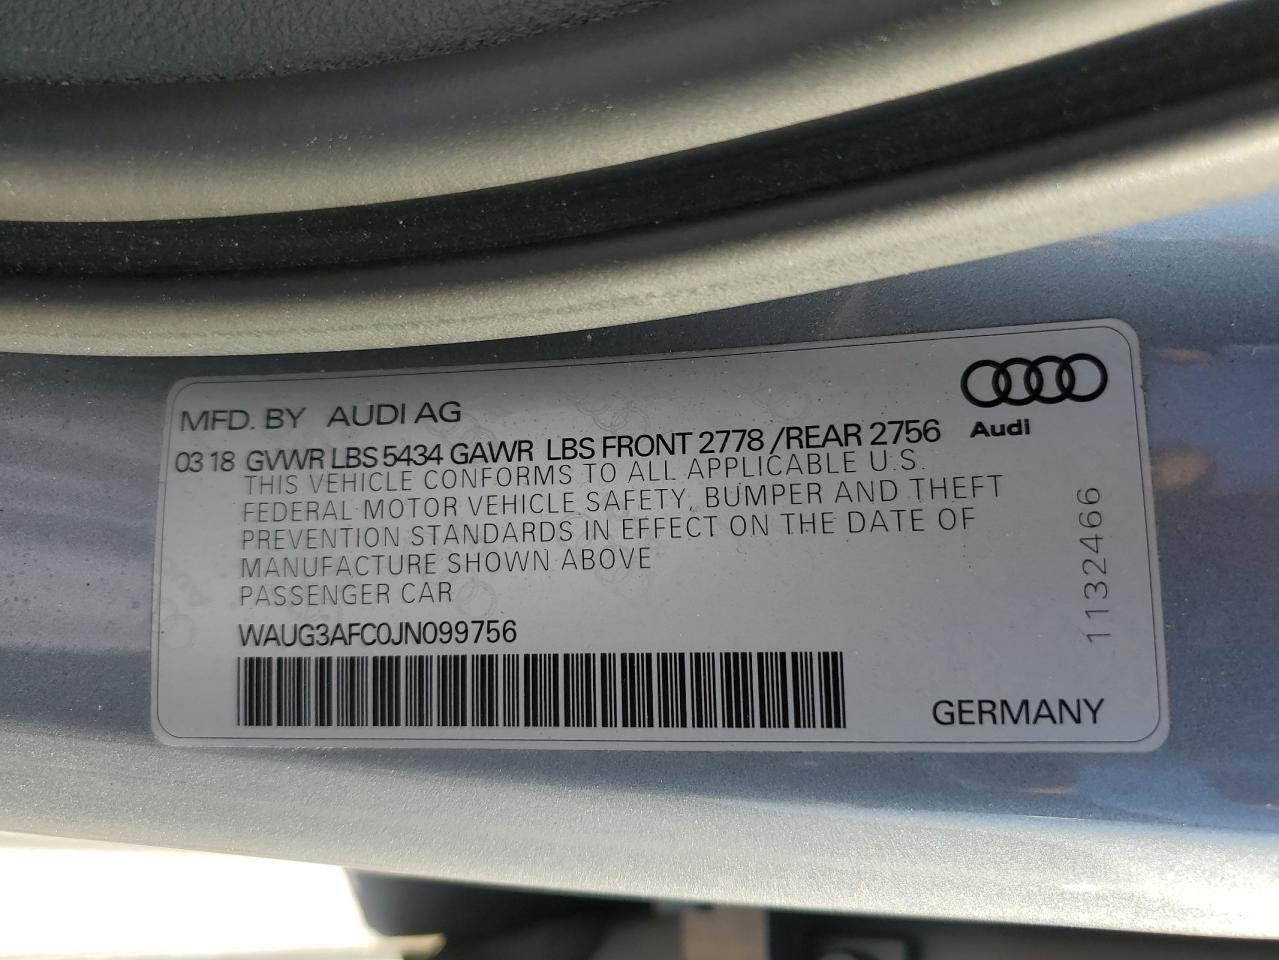 MFD. BY AUDI AG
Audi
03 18 GVWR LBS 5434 GAWR LBS FRONT 2778 /REAR 2756
THIS VEHICLE CONFORMS TO ALL APPLICABLE U.S.
FEDERAL MOTOR VEHICLE SAFETY, BUMPER AND THEFT
PREVENTION STANDARDS IN EFFECT ON THE DATE OF
MANUFACTURE SHOWN ABOVE
PASSENGER CAR
WAUG3AFC0JN099756
1132466
GERMANY